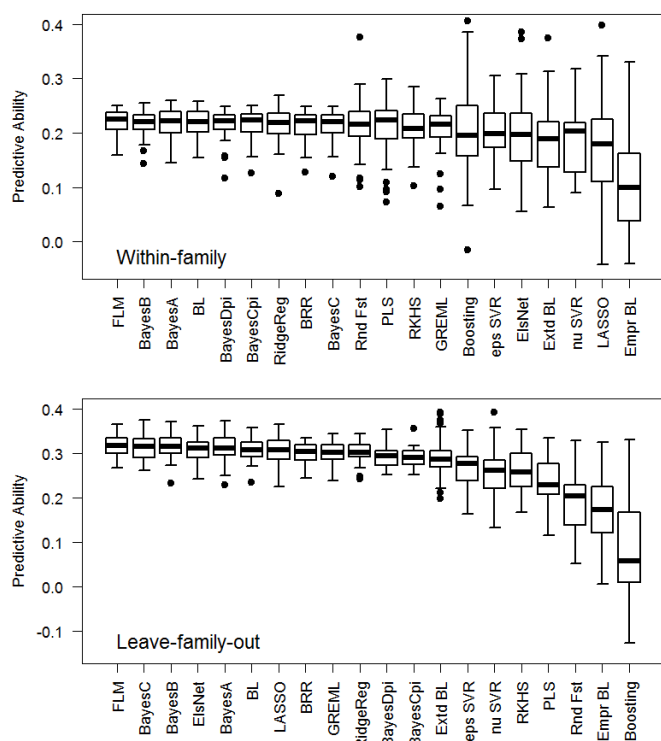 0.4
0.3
0.2
0.1
0.0
Predictive Ability
Within-family
FLM
BayesB
BayesA
BL
BayesDpi
BayesCpi
RidgeReg
BRR
BayesC
Rnd Fst
PLS
RKHS
GREML
Boosting
eps SVR
ElsNet
Extd BL
nu SVR
LASSO
Empr BL
0.4
0.3
0.2
0.1
0.0
-0.1
Predictive Ability
Leave-family-out
FLM
BayesC
BayesB
ElsNet
BayesA
BL
LASSO
BRR
GREML
RidgeReg
BayesDpi
BayesCpi
Extd BL
eps SVR
nu SVR
RKHS
PLS
Rnd Fst
Empr BL
Boosting